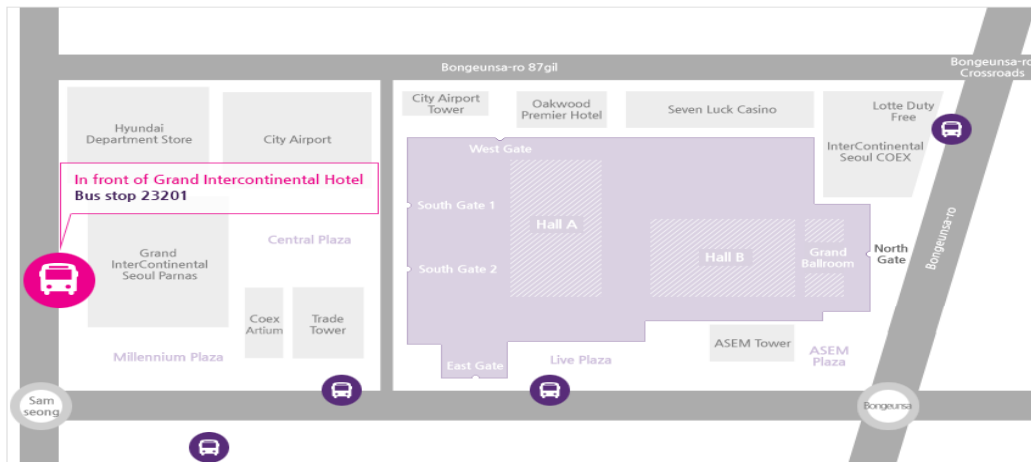 Bongeunsa-ro 87gil
Bongeunsa-ro
Crossroads
Hyundai
Department Store
City Airport
City Airport
Tower
Oakwood
Premier Hotel
Seven Luck Casino
Lotte Duty
Free
InterContinental
Seoul COEX
West Gate
In front of Grand Intercontinental Hotel
Bus stop 23201
South Gate 1
Hall A
Central Plaza
Grand
InterContinental
Seoul Parnas
South Gate 2
Hall B
Grand
Ballroom
North
Gate
Bongeunsa-ro
Coex
Artium
Trade
Tower
Millennium Plaza
East Gate
Live Plaza
ASEM Tower
ASEM
Plaza
Sam
seong
Bongeunsa